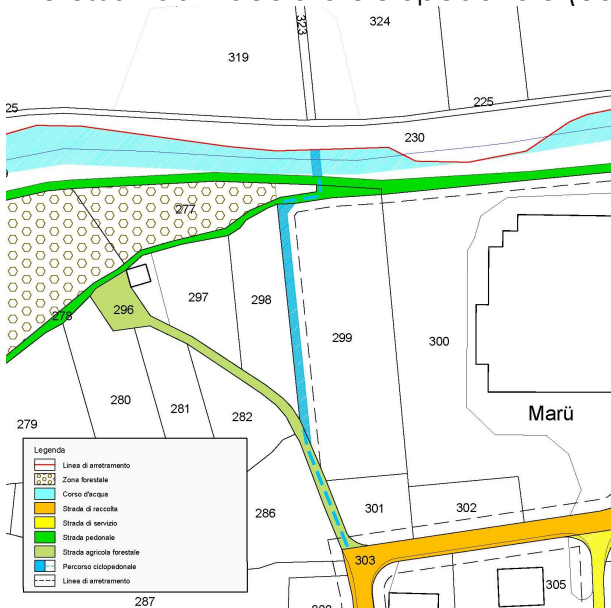 323
324
319
225
225
230
277
278
296
297
298
299
300
280
281
282
279
Marü
286
301
302
303
305
287
Legenda
Linea di arretramento
Zona forestale
Corso d'acqua
Strada di raccolta
Strada di servizio
Strada pedonale
Strada agricola forestale
Percorso ciclopedonale
Linea di arretramento